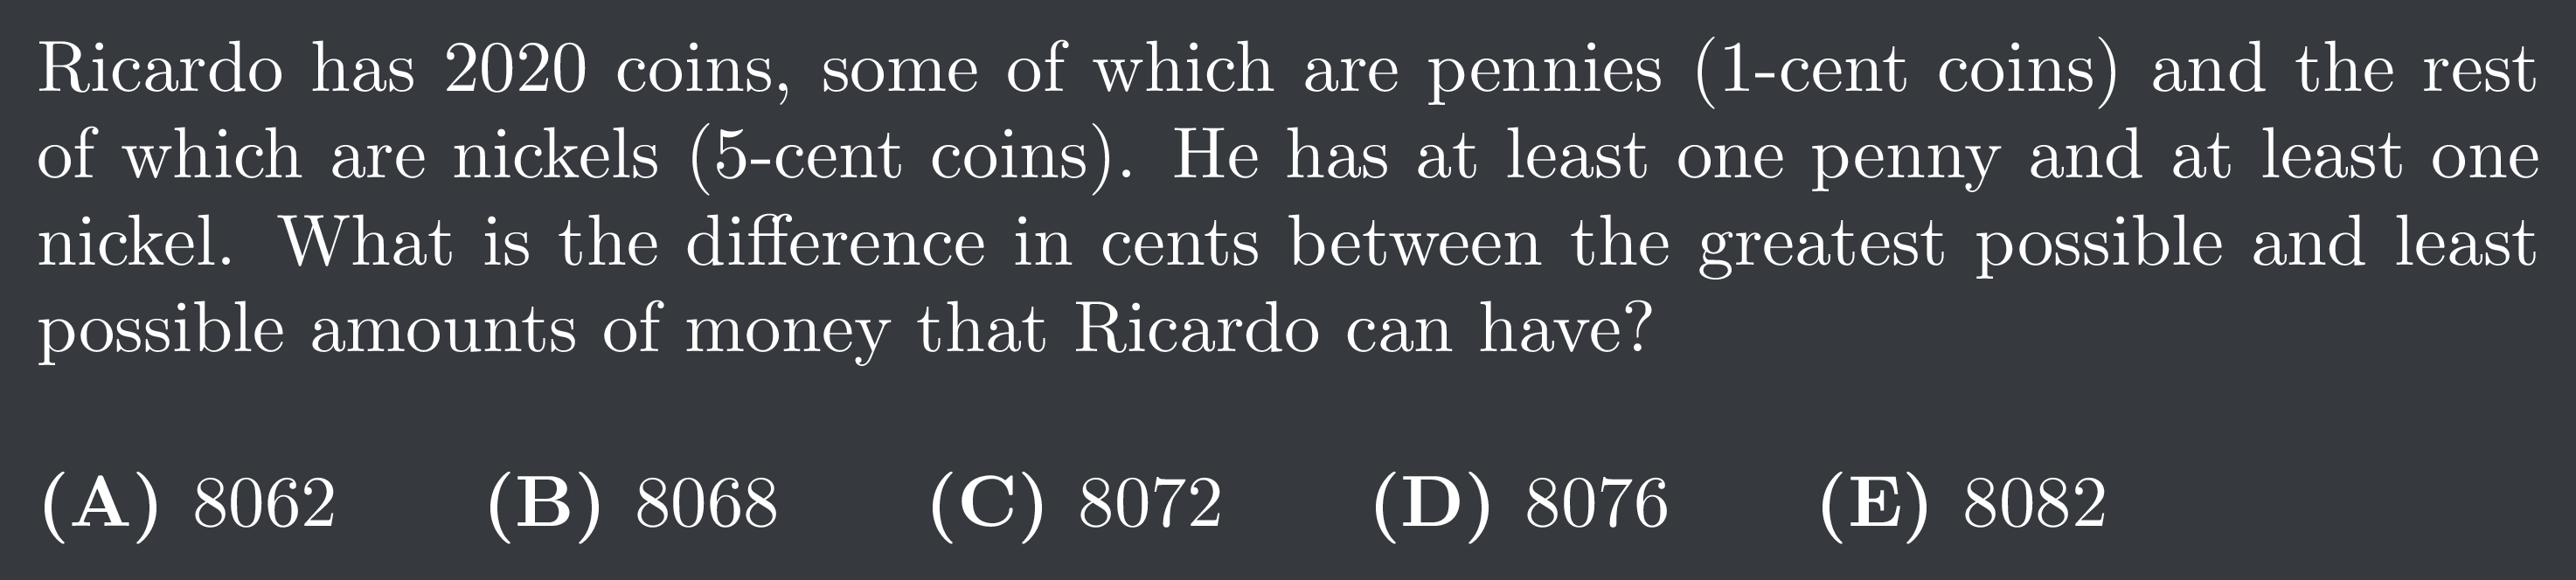 Ricardo has 2020 coins, some of which are pennies (1-cent coins) and the rest
of which are nickels (5-cent coins). He has at least one penny and at least one
nickel. What is the difference in cents between the greatest possible and least
possible amounts of money that Ricardo can have?
(A) 8062 (B) 8068 (C) 8072 (D) 8076 (E) 8082